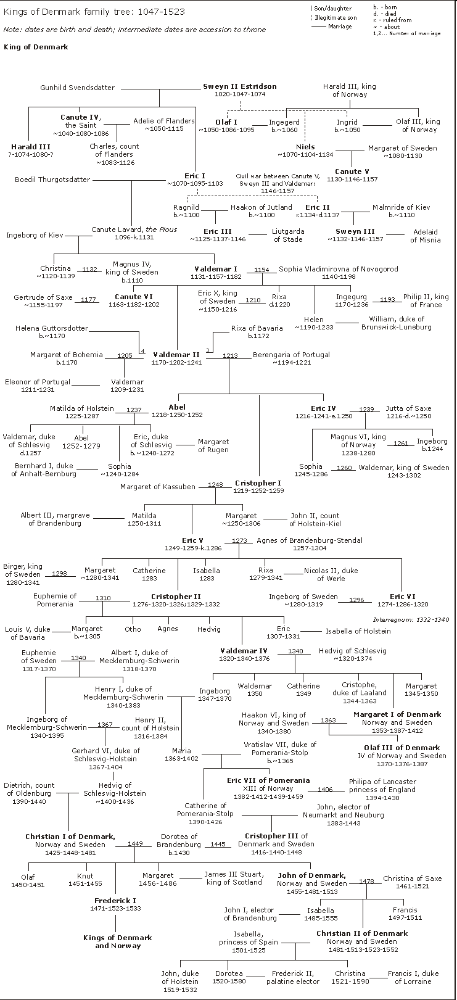 Kings of Denmark family tree: 1047-1523
Son/daughter
Illegitimate son
Marriage
b. - born
d. - died
r. - ruled from
~ - about
1,2... Number of marriage
Note: dates are birth and death; intermediate dates are accession to throne
King of Denmark
Gunhild Svendsdatter
Sweyn II Estridson
1020-1047-1074
Harald III, king
of Norway
Canute IV,
the Saint
~1040-1080-1086
Adelie of Flanders
~1050-1115
Olaf I
~1050-1086-1095
Ingegerd
b.~1060
Ingrid
b.~1050
Olaf III, king
of Norway
Harald III
?-1074-1080-?
Charles, count
of Flanders
~1083-1126
Niels
~1070-1104-1134
Margaret of Sweden
~1080-1130
Canute V
1130-1146-1157
Boedil Thurgotsdatter
Eric I
~1070-1095-1103
Civil war between Canute V,
Sweyn III and Valdemar:
1146-1157
Ragnild
b.~1100
Haakon of Jutland
b.~1100
Eric II
r.1134-d.1137
Malmride of Kiev
b.~1110
Ingeborg of Kiev
Canute Lavard, the Pious
1096-k.1131
Eric III
~1125-1137-1146
Liutgarda
of Stade
Sweyn III
~1132-1146-1157
Adelaid
of Misnia
Christina
~1120-1139
1132
Magnus IV,
king of Sweden
b.1110
Valdemar I
1131-1157-1182
1154
Sophia Vladimirovna of Novogorod
1140-1198
Gertrude of Saxe
~1155-1197
1177
Canute VI
1163-1182-1202
Eric X, king
of Sweden
~1150-1216
1210
Rixa
d.1220
Ingegurg
1170-1236
1193
Philip II, king
of France
Helen
~1190-1233
William, duke of
Brunswick-Luneburg
Helena Guttorsdotter
b.~1170
Rixa of Bavaria
b.1172
4
3
Margaret of Bohemia
b.1170
1205
Valdemar II
1170-1202-1241
1213
Berengaria of Portugal
~1194-1221
Eleonor of Portugal
1211-1231
Valdemar
1209-1231
Matilda of Holstein
1225-1287
1237
Abel
1218-1250-1252
Eric IV
1216-1241-e.1250
1239
Jutta of Saxe
1216-d.~1250
Valdemar, duke
of Schlesvig
d.1257
Abel
1252-1279
Eric, duke
of Schlesvig
b.~1240-1272
Margaret
of Rugen
Magnus VI, king
of Norway
1238-1280
1261
Ingeborg
b.1244
Bernhard I, duke
of Anhalt-Bernburg
Sophia
~1240-1284
Sophia
1245-1286
1260
Waldemar, king of Sweden
1243-1302
Margaret of Kassuben
1248
Cristopher I
1219-1252-1259
Albert III, margrave
of Brandenburg
Matilda
1250-1311
Margaret
~1250-1306
John II, count
of Holstein-Kiel
Eric V
1249-1259-k.1286
1273
Agnes of Brandenburg-Stendal
1257-1304
Birger, king
of Sweden
1280-1341
1298
Margaret
~1280-1341
Catherine
1283
Isabella
1283
Rixa
1279-1341
Nicolas II, duke
of Werle
Euphemie of
Pomerania
1310
Cristopher II
1276-1320-1326;1329-1332
Ingeborg of Sweden
~1280-1319
1296
Eric VI
1274-1286-1320
Interregnum: 1332-1340
Louis V, duke
of Bavaria
Margaret
b.~1305
Otho
Agnes
Hedvig
Eric
1307-1331
Isabella of Holstein
Euphemie
of Sweden
1317-1370
1340
Albert I, duke of
Mecklemburg-Schwerin
1318-1370
Valdemar IV
1320-1340-1376
1340
Hedvig of Schlesvig
~1320-1374
Henry I, duke of
Mecklemburg-Schwerin
1340-1383
Ingeborg
1347-1370
Waldemar
1350
Catherine
1349
Cristophe,
duke of Laaland
1344-1363
Margaret
1345-1350
Ingeborg of
Mecklemburg-Schwerin
1340-1395
1367
Henry II,
count of Holstein
1316-1384
Haakon VI, king of
Norway and Sweden
1340-1380
1363
Margaret I of Denmark
Norway and Sweden
1353-1387-1412
Gerhard VI, duke of
Schlesvig-Holstein
1367-1404
Maria
1363-1402
Vratislav VII, duke of
Pomerania-Stolp
b.~1365
Olaf III of Denmark
IV of Norway and Sweden
1370-1376-1387
Dietrich, count
of Oldenburg
1390-1440
Hedvig of
Schlesvig-Holstein
~1400-1436
Eric VII of Pomerania
XIII of Norway
1382-1412-1439-1459
1406
Philipa of Lancaster
princess of England
1394-1430
Catherine of
Pomerania-Stolp
1390-1426
John, elector of
Neumarkt and Neuburg
1383-1443
Christian I of Denmark,
Norway and Sweden
1425-1448-1481
1449
Dorotea of
Brandenburg
b.1430
1445
Cristopher III of
Denmark and Sweden
1416-1440-1448
Olaf
1450-1451
Knut
1451-1455
Margaret
1456-1486
James III Stuart,
king of Scotland
John of Denmark,
Norway and Sweden
1455-1481-1513
1478
Christina of Saxe
1461-1521
Frederick I
1471-1523-1533
John I, elector
of Brandenburg
Isabella
1485-1555
Francis
1497-1511
Kings of Denmark
and Norway
Isabella,
princess of Spain
1501-1525
Christian II of Denmark
Norway and Sweden
1481-1513-1523-1552
John, duke
of Holstein
1519-1532
Dorotea
1520-1580
Frederick II,
palatine elector
Christina
1521-1590
Francis I, duke
of Lorraine